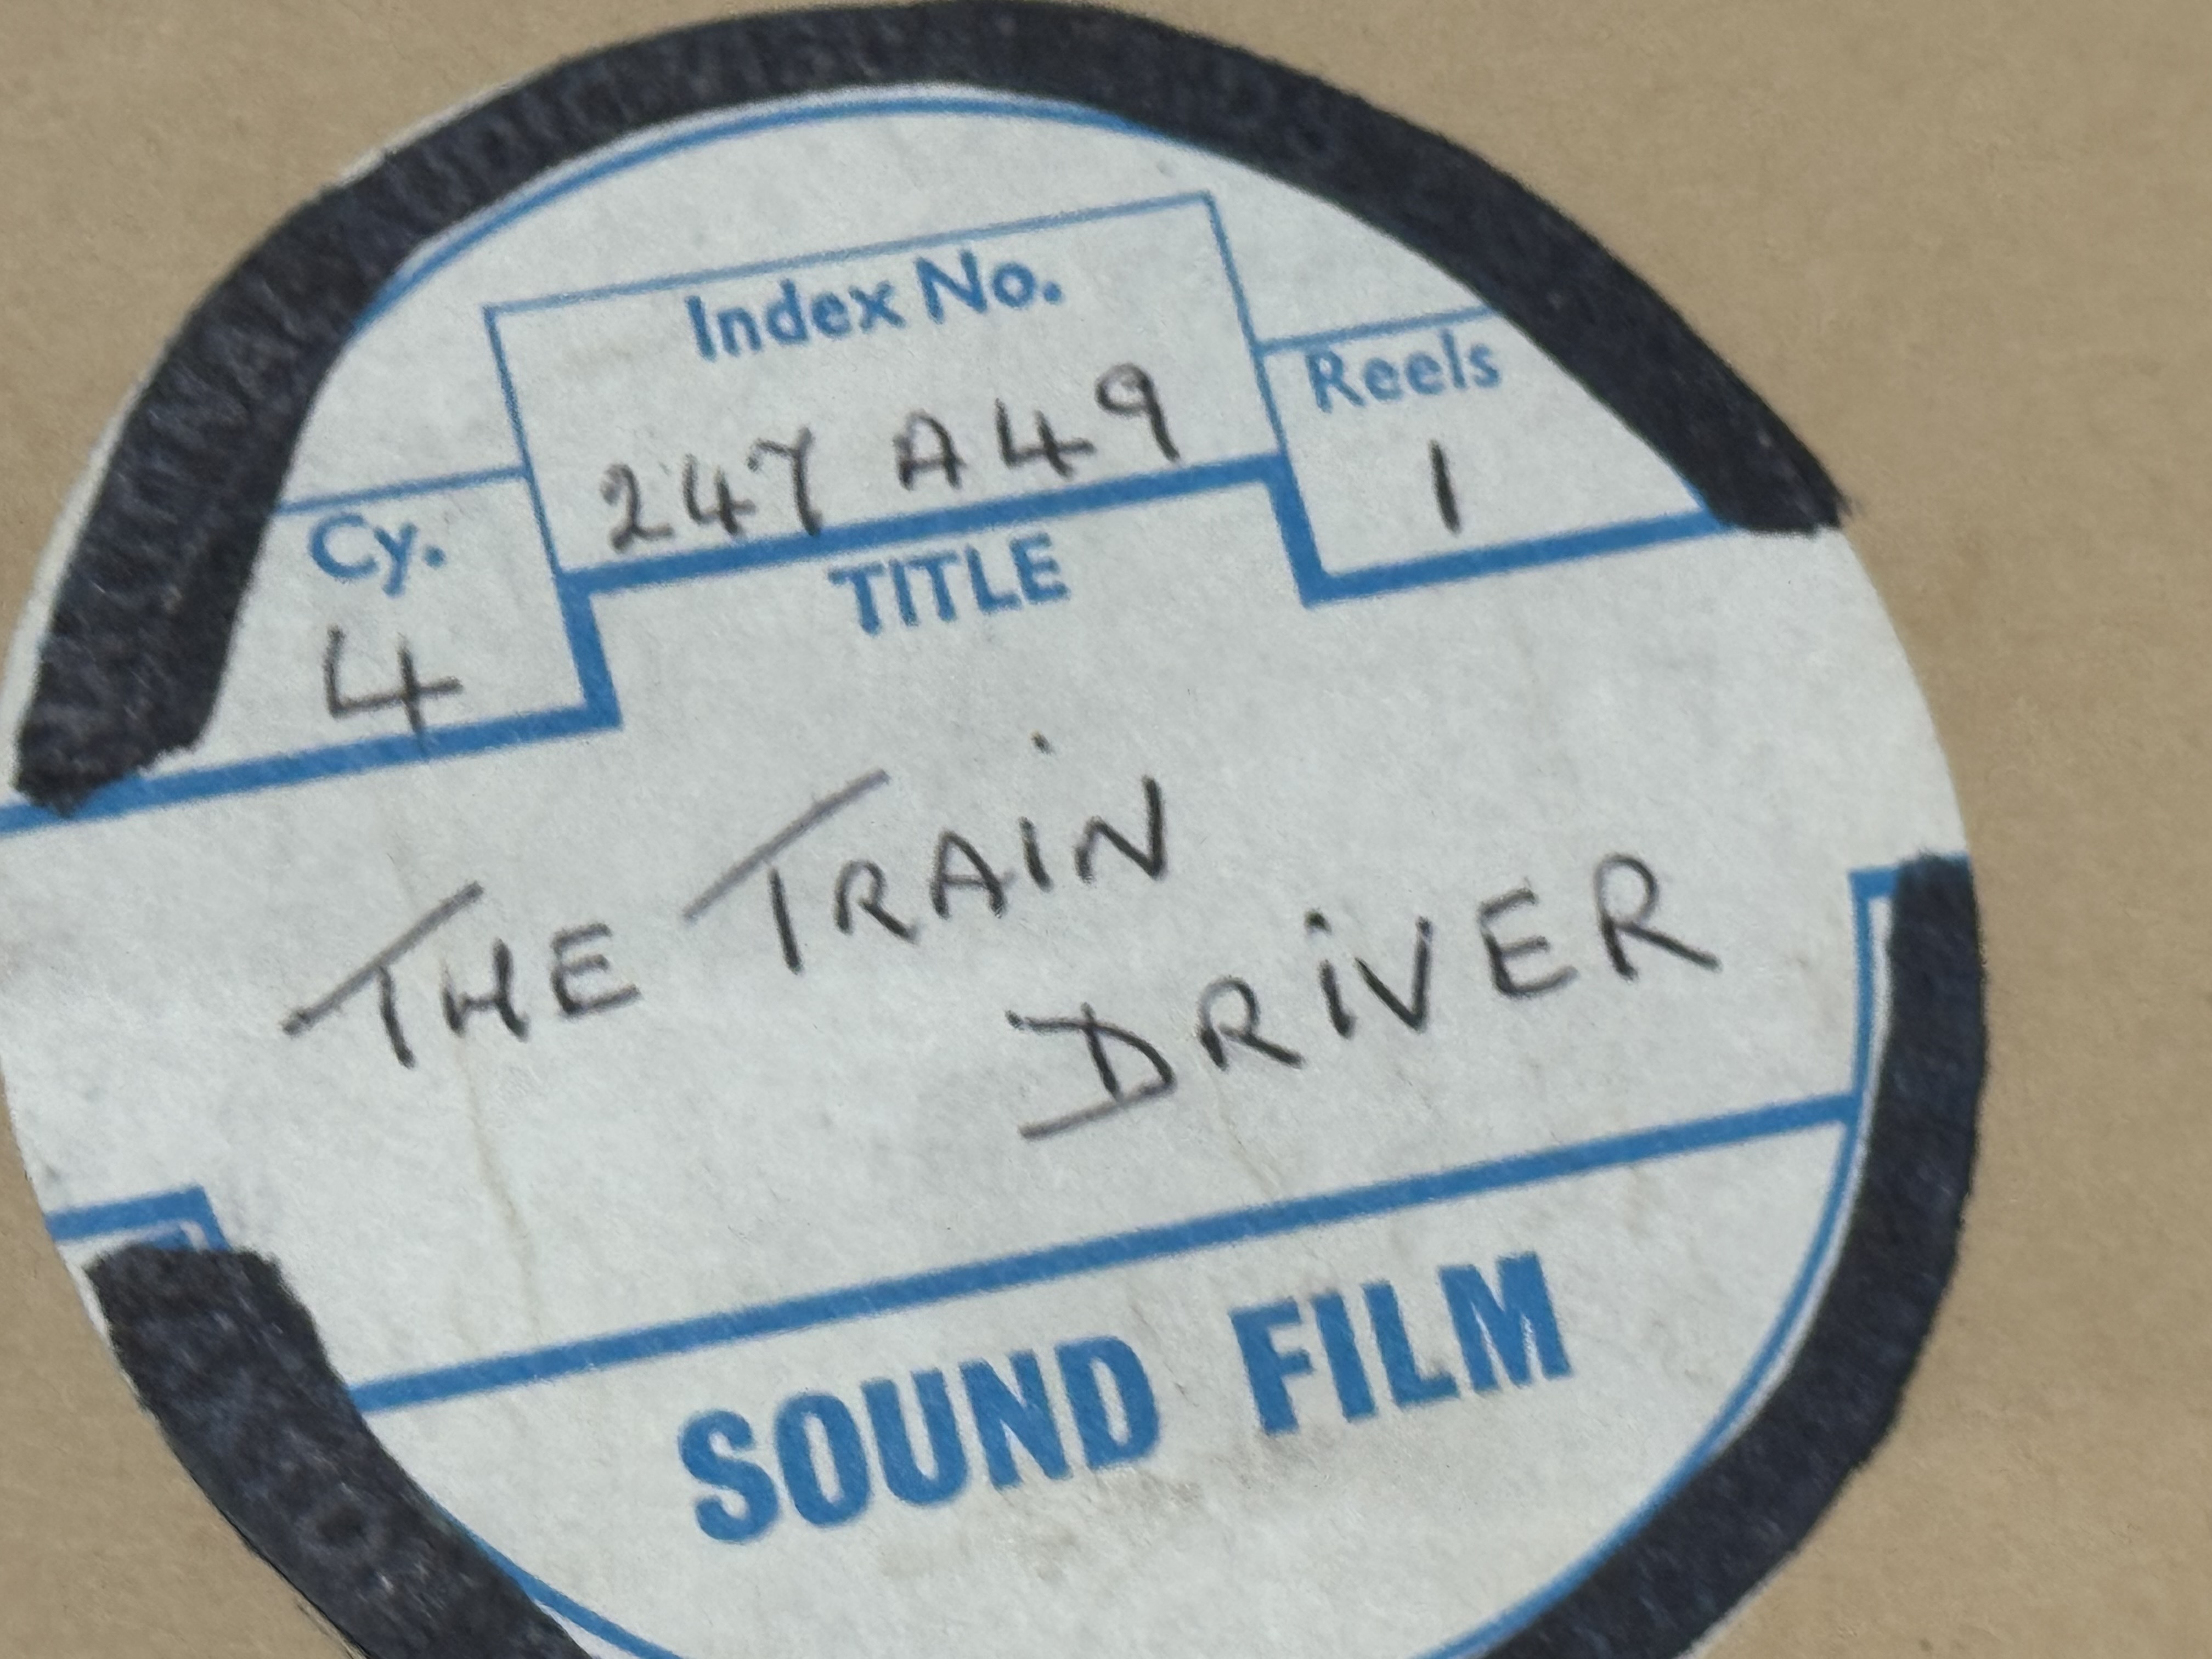 Index No.
247 A49
Reels
1
Cy.
4
TITLE
THE TRAIN
DRIVER
SOUND FILM